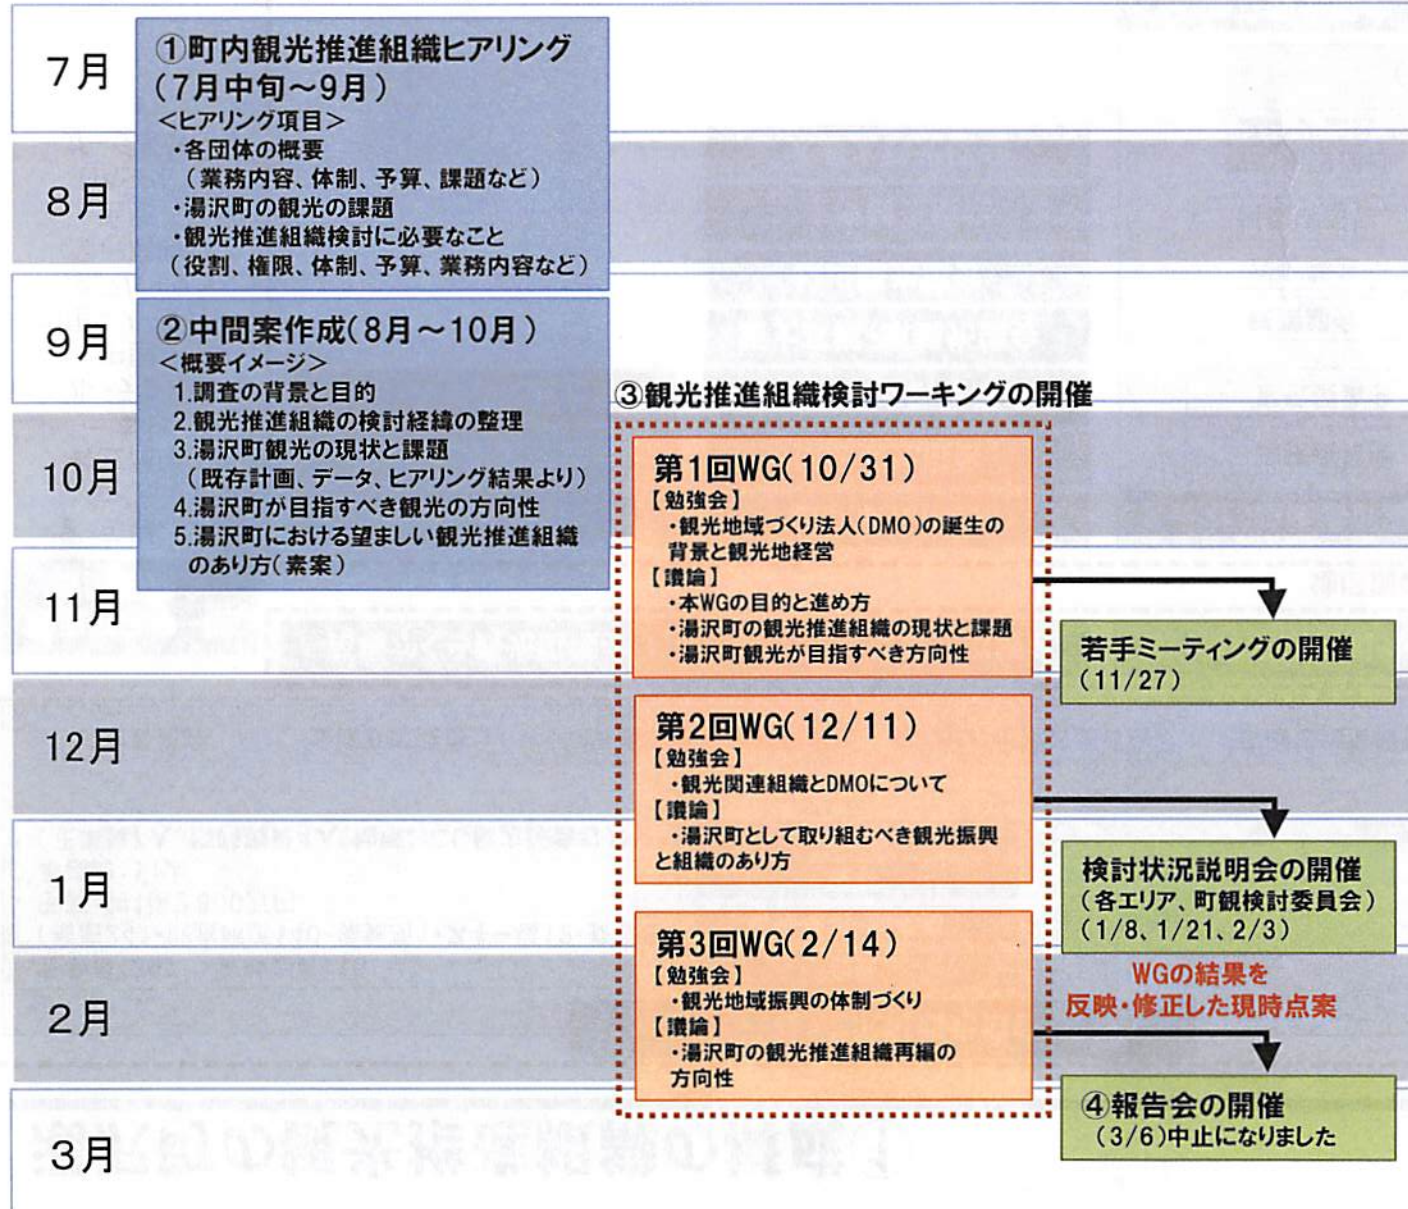 7月
8月
9月
10月
11月
12月
1月
2月
3月
①町内観光推進組織ヒアリング
(7月中旬～9月)
<ヒアリング項目>
・各団体の概要
(業務内容、体制、予算、課題など)
・湯沢町の観光の課題
・観光推進組織検討に必要なこと
(役割、権限、体制、予算、業務内容など)
②中間案作成(8月～10月)
<概要イメージ>
1.調査の背景と目的
2.観光推進組織の検討経緯の整理
3.湯沢町観光の現状と課題
(既存計画、データ、ヒアリング結果より)
4.湯沢町が目指すべき観光の方向性
5.湯沢町における望ましい観光推進組織
のあり方(素案)
③観光推進組織検討ワーキングの開催
第1回WG(10/31)
【勉強会】
・観光地域づくり法人(DMO)の誕生の
背景と観光地経営
【議論】
・本WGの目的と進め方
・湯沢町の観光推進組織の現状と課題
・湯沢町観光が目指すべき方向性
第2回WG(12/11)
【勉強会】
・観光関連組織とDMOについて
【議論】
・湯沢町として取り組むべき観光振興
と組織のあり方
第3回WG(2/14)
【勉強会】
・観光地域振興の体制づくり
【議論】
・湯沢町の観光推進組織再編の
方向性
若手ミーティングの開催
(11/27)
検討状況説明会の開催
(各エリア、町観検討委員会)
(1/8、1/21、2/3)
WGの結果を
反映・修正した現時点案
④報告会の開催
(3/6)中止になりました